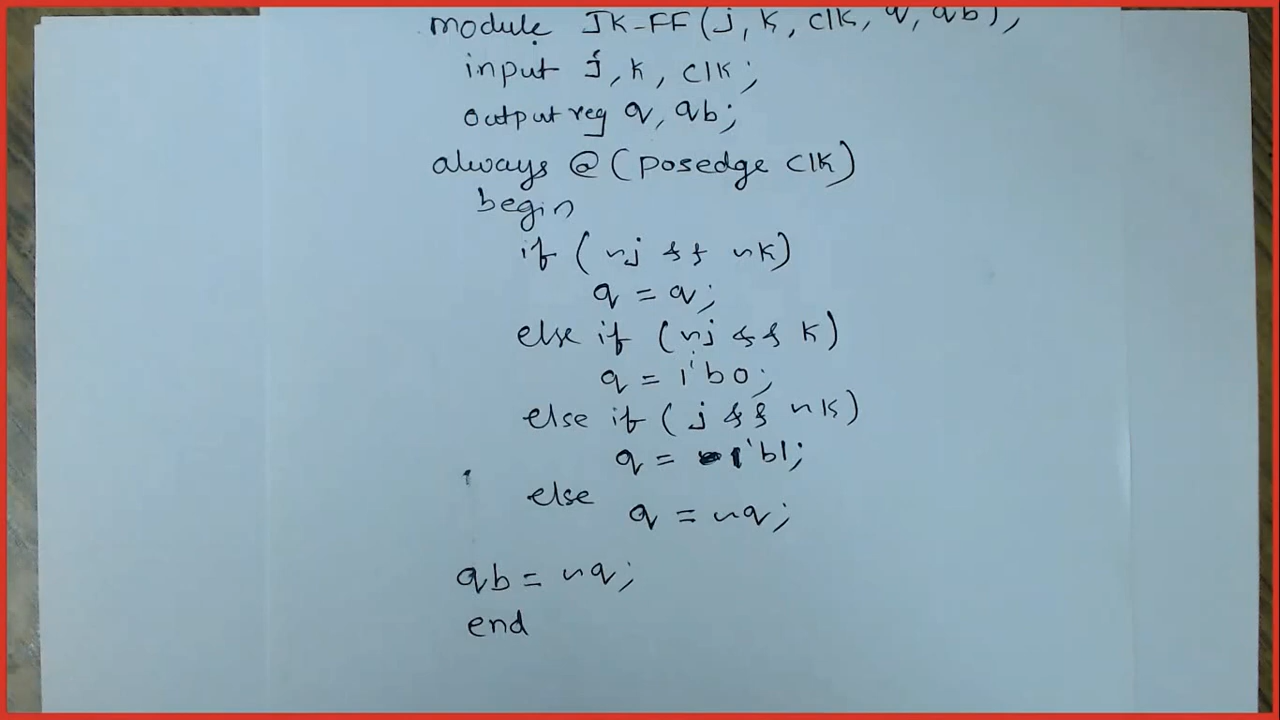 module JK-FF(j, k, clk, q, qb);
input j, k, clk;
output reg q, qb;
always @ (posedge clk)
begin
if (~j && ~k)
q = q;
else if (~j && k)
q = 1'b0;
else if (j && ~k)
q = 1'b1;
else
q = ~q;
qb = ~q;
end